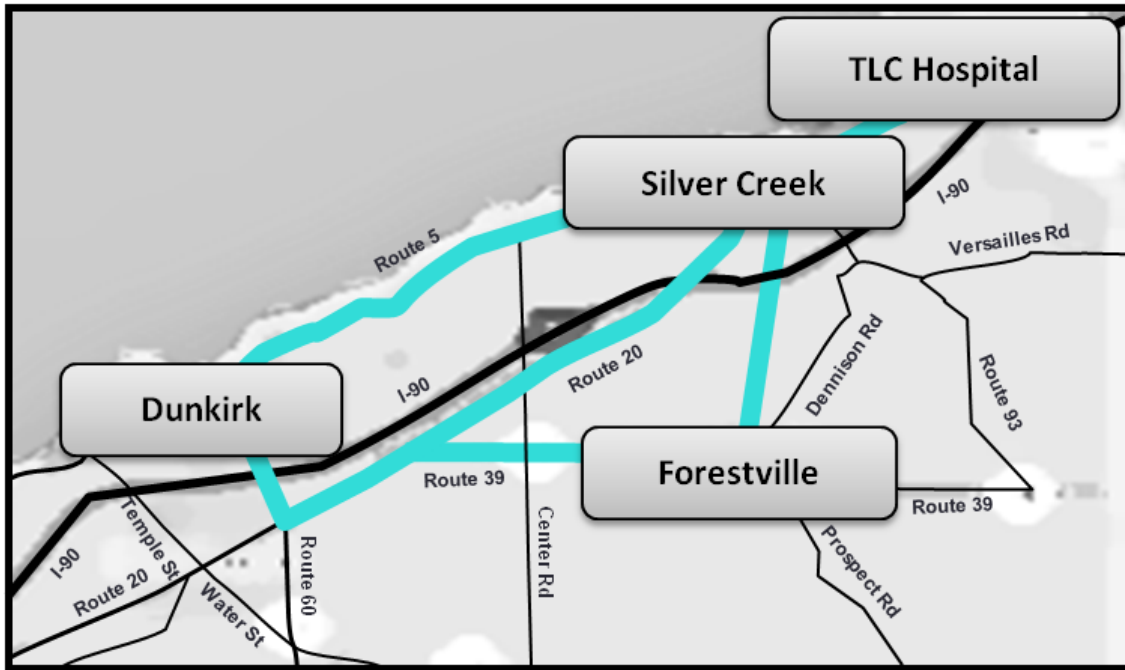 TLC Hospital
Silver Creek
I-90
Versailles Rd
Route 5
Route 20
I-90
Dennison Rd
Route 93
Dunkirk
Forestville
Route 39
Route 39
Temple St
Center Rd
Prospect Rd
I-90
Route 20
Water St
Route 60